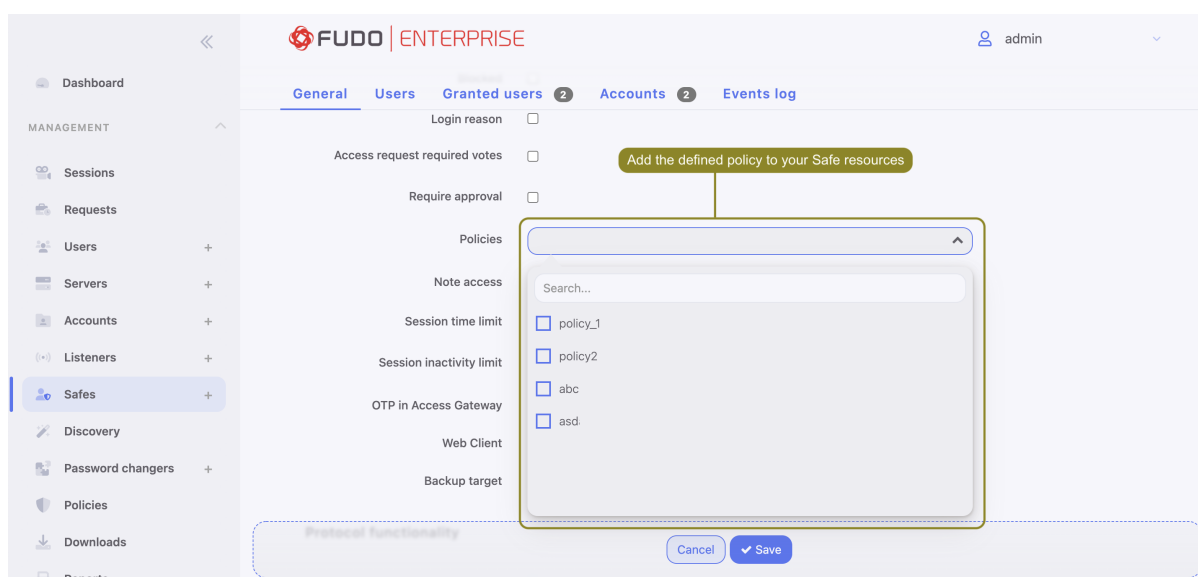 FUDO ENTERPRISE
admin
Dashboard
General Users Granted users 2 Accounts 2 Events log
MANAGEMENT
Login reason
Access request required votes
Add the defined policy to your Safe resources
Sessions
Requests
Require approval
Users +
Policies
Servers +
Note access
Search...
Accounts +
Session time limit
policy_1
Listeners +
Session inactivity limit
policy2
Safes +
abc
OTP in Access Gateway
asd
Discovery
Web Client
Password changers +
Backup target
Policies
Protocol functionality
Downloads
Cancel
Save